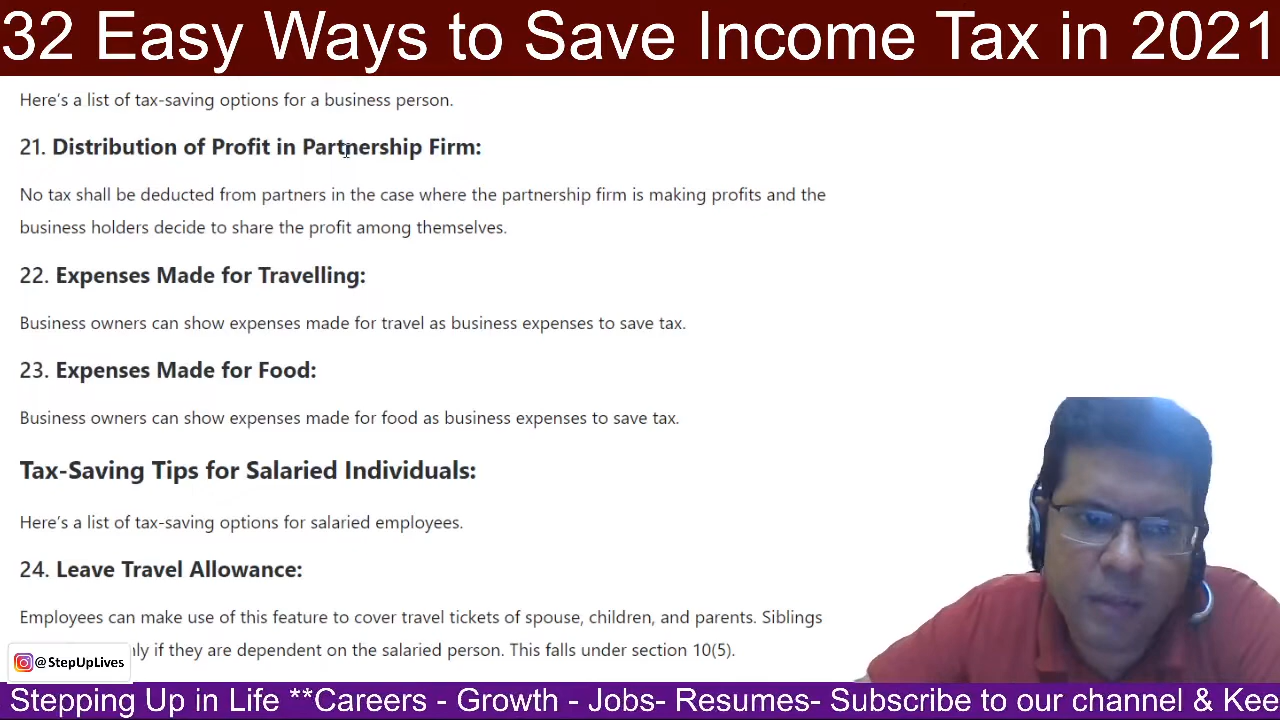 32 Easy Ways to Save Income Tax in 2021
Here's a list of tax-saving options for a business person.
21. Distribution of Profit in Partnership Firm:
No tax shall be deducted from partners in the case where the partnership firm is making profits and the
business holders decide to share the profit among themselves.
22. Expenses Made for Travelling:
Business owners can show expenses made for travel as business expenses to save tax.
23. Expenses Made for Food:
Business owners can show expenses made for food as business expenses to save tax.
Tax-Saving Tips for Salaried Individuals:
Here's a list of tax-saving options for salaried employees.
24. Leave Travel Allowance:
Employees can make use of this feature to cover travel tickets of spouse, children, and parents. Siblings
if they are dependent on the salaried person. This falls under section 10(5).
@StepUpLives
Stepping Up in Life **Careers - Growth - Jobs- Resumes- Subscribe to our channel & Kee